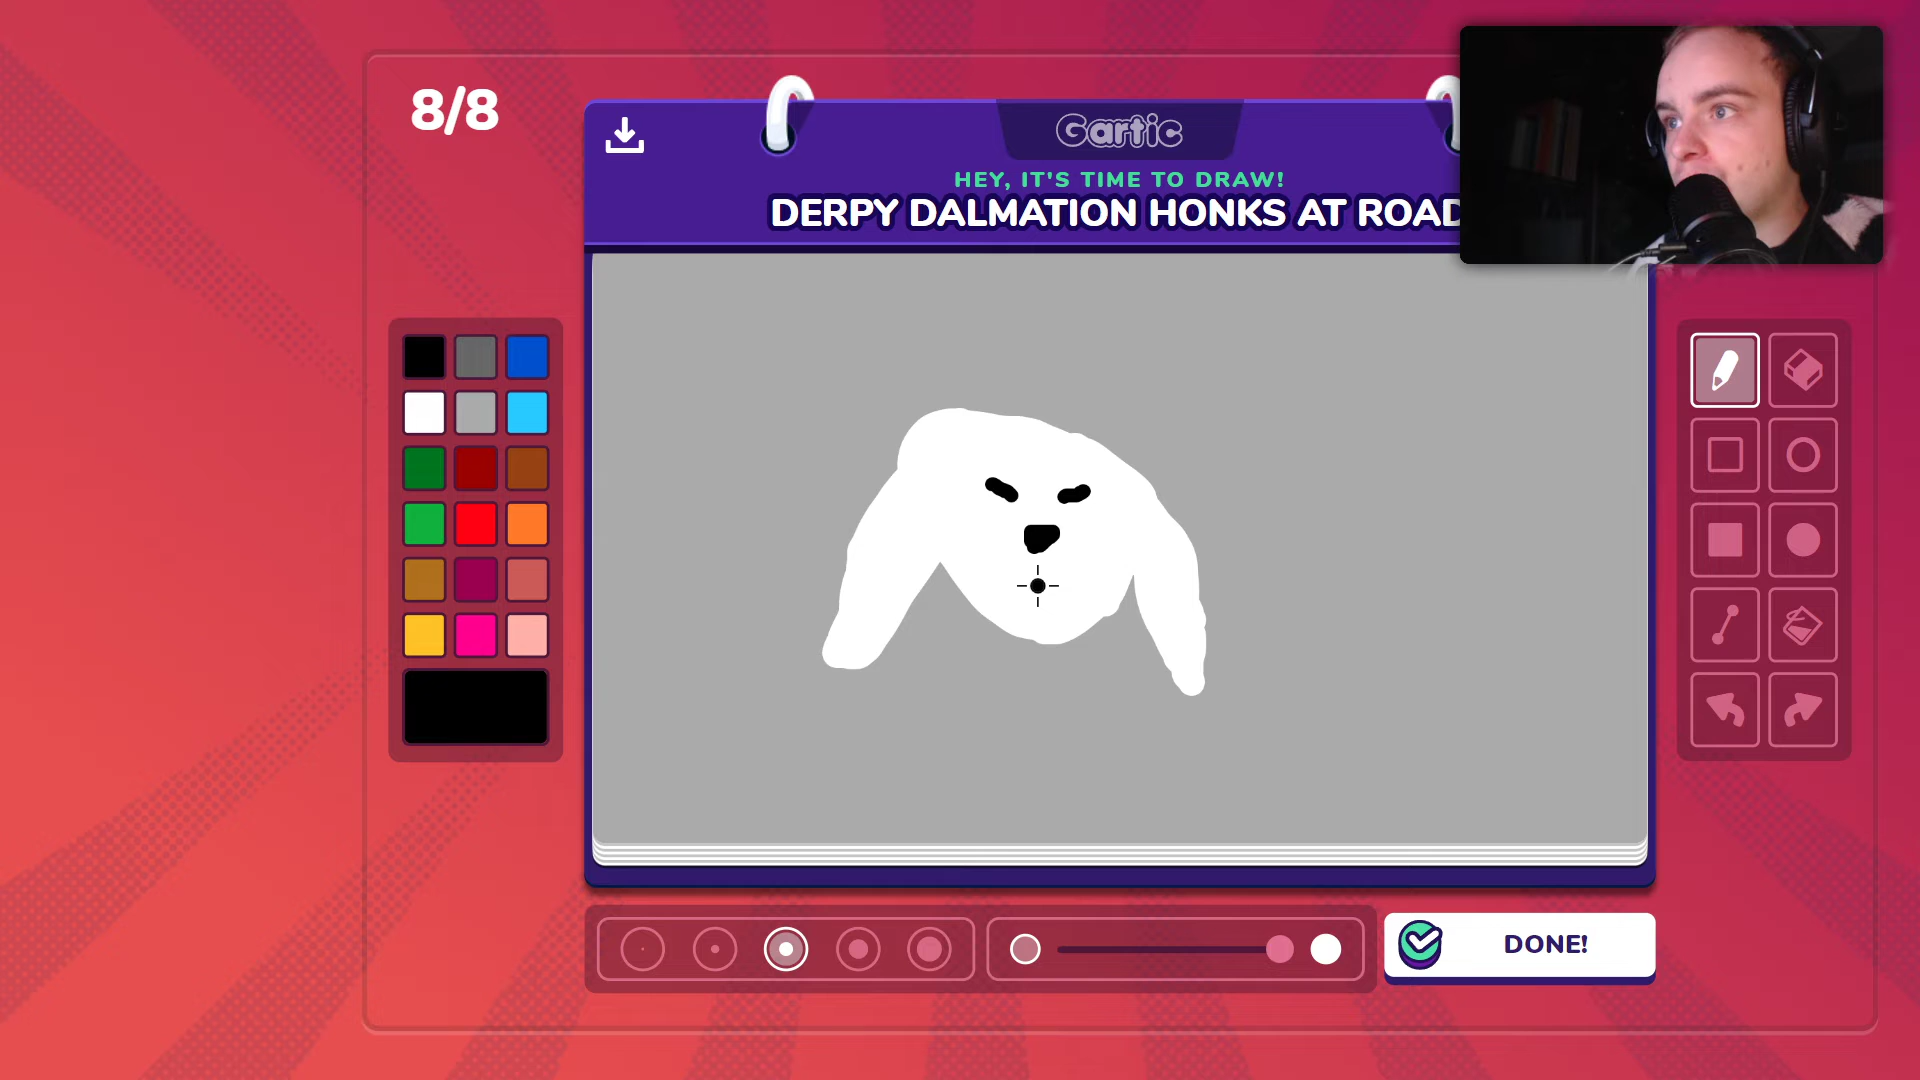 8/8
Gartic
HEY, IT'S TIME TO DRAW!
DERPY DALMATION HONKS AT ROAD
DONE!